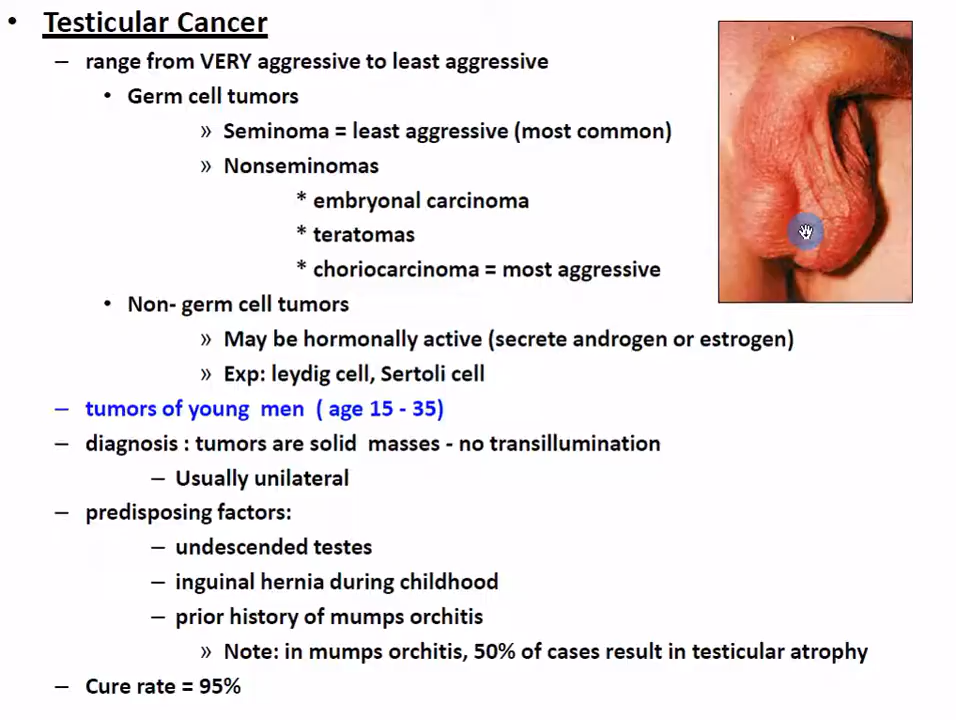 • Testicular Cancer
– range from VERY aggressive to least aggressive
• Germ cell tumors
» Seminoma = least aggressive (most common)
» Nonseminomas
* embryonal carcinoma
* teratomas
* choriocarcinoma = most aggressive
• Non- germ cell tumors
» May be hormonally active (secrete androgen or estrogen)
» Exp: leydig cell, Sertoli cell
– tumors of young men ( age 15 - 35)
– diagnosis : tumors are solid masses - no transillumination
– Usually unilateral
– predisposing factors:
– undescended testes
– inguinal hernia during childhood
– prior history of mumps orchitis
» Note: in mumps orchitis, 50% of cases result in testicular atrophy
– Cure rate = 95%